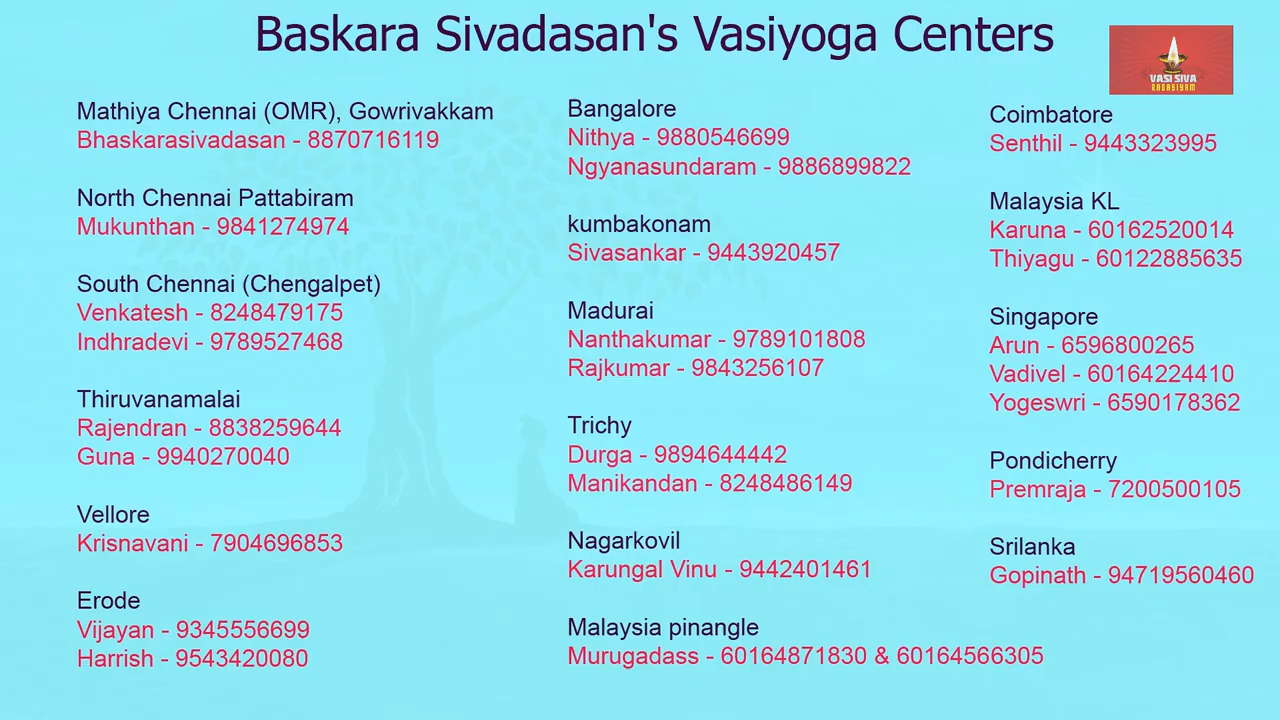 Baskara Sivadasan's Vasiyoga Centers
VASI SIVA
RAGASIYAM
Mathiya Chennai (OMR), Gowrivakkam
Bhaskarasivadasan - 8870716119
North Chennai Pattabiram
Mukunthan - 9841274974
South Chennai (Chengalpet)
Venkatesh - 8248479175
Indhradevi - 9789527468
Thiruvanamalai
Rajendran - 8838259644
Guna - 9940270040
Vellore
Krisnavani - 7904696853
Erode
Vijayan - 9345556699
Harrish - 9543420080
Bangalore
Nithya - 9880546699
Ngyanasundaram - 9886899822
kumbakonam
Sivasankar - 9443920457
Madurai
Nanthakumar - 9789101808
Rajkumar - 9843256107
Trichy
Durga - 9894644442
Manikandan - 8248486149
Nagarkovil
Karungal Vinu - 9442401461
Malaysia pinangle
Murugadass - 60164871830 & 60164566305
Coimbatore
Senthil - 9443323995
Malaysia KL
Karuna - 60162520014
Thiyagu - 60122885635
Singapore
Arun - 6596800265
Vadivel - 60164224410
Yogeswri - 6590178362
Pondicherry
Premraja - 7200500105
Srilanka
Gopinath - 94719560460